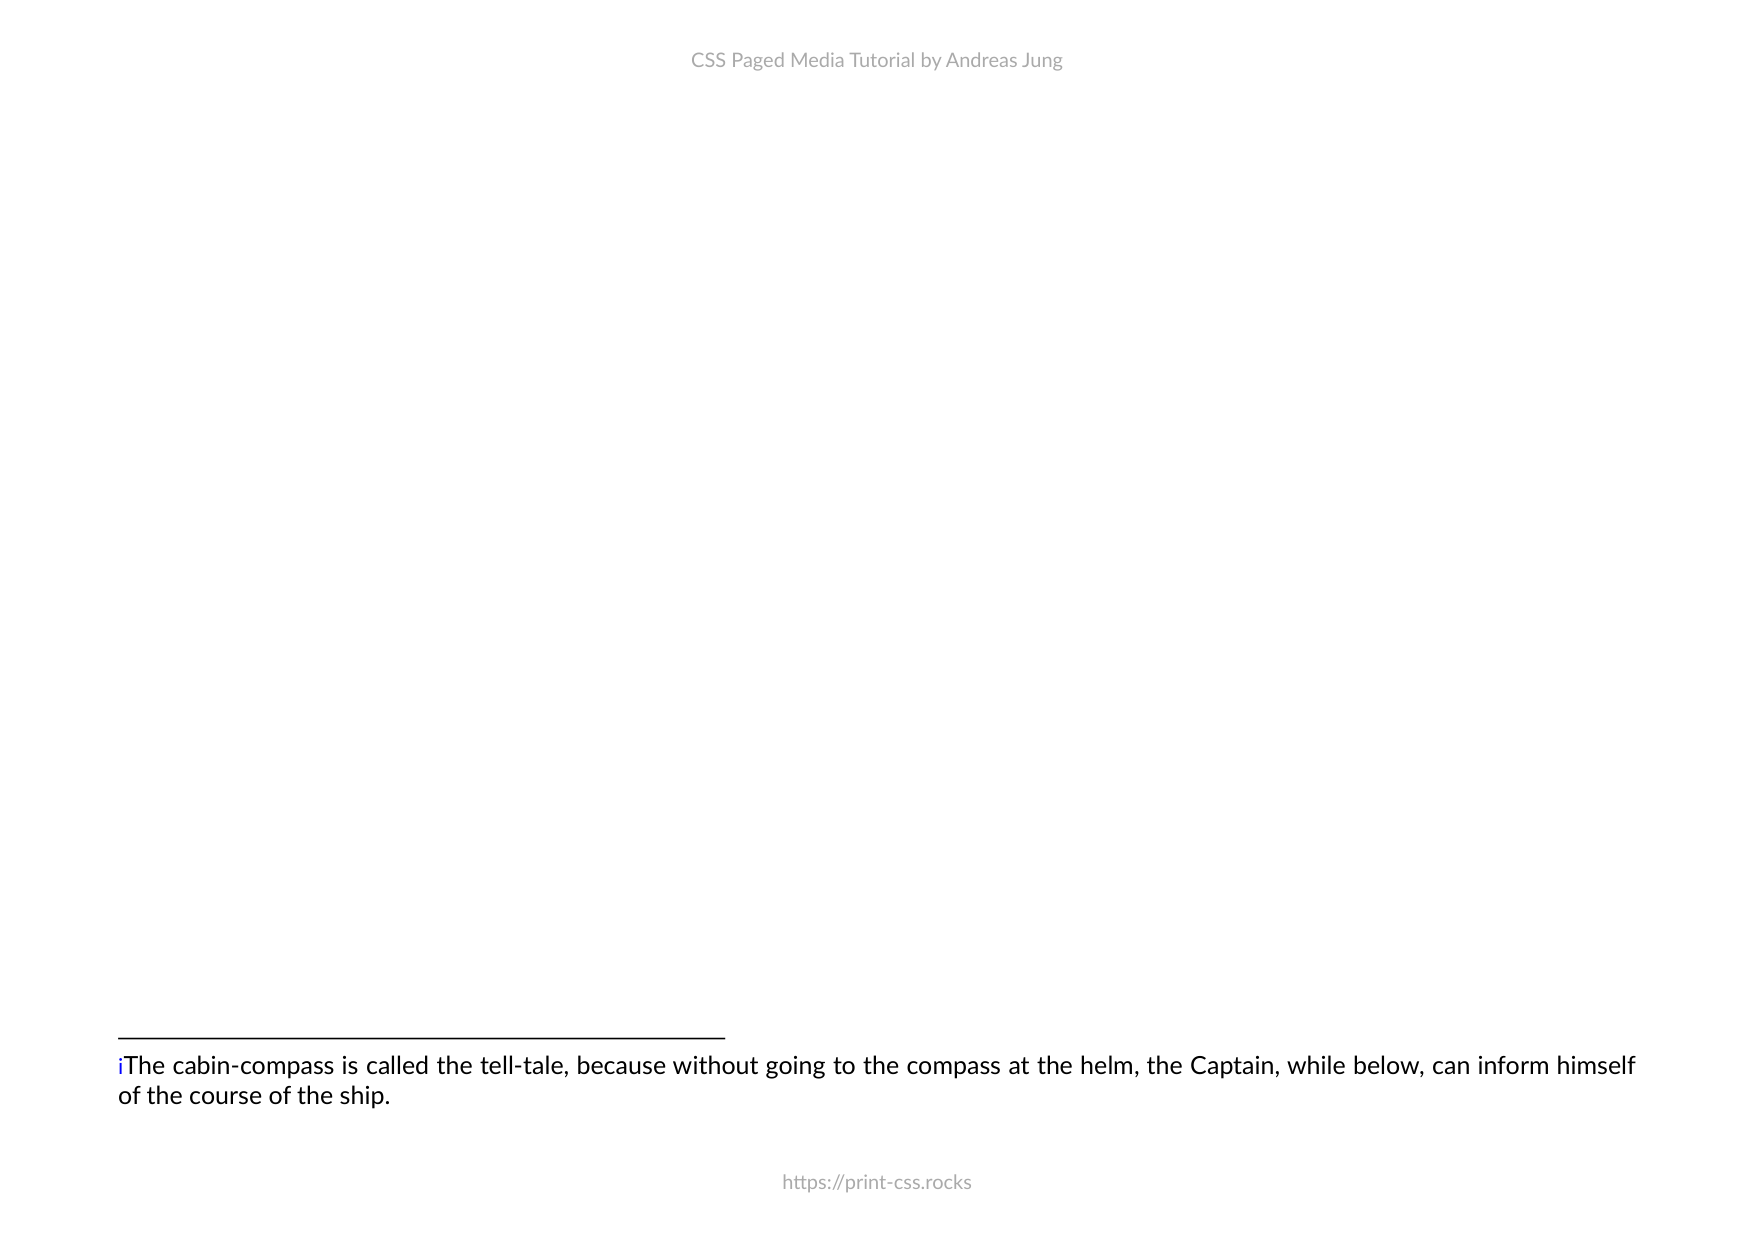 CSS Paged Media Tutorial by Andreas Jung
iThe cabin-compass is called the tell-tale, because without going to the compass at the helm, the Captain, while below, can inform himself
of the course of the ship.
https://print-css.rocks